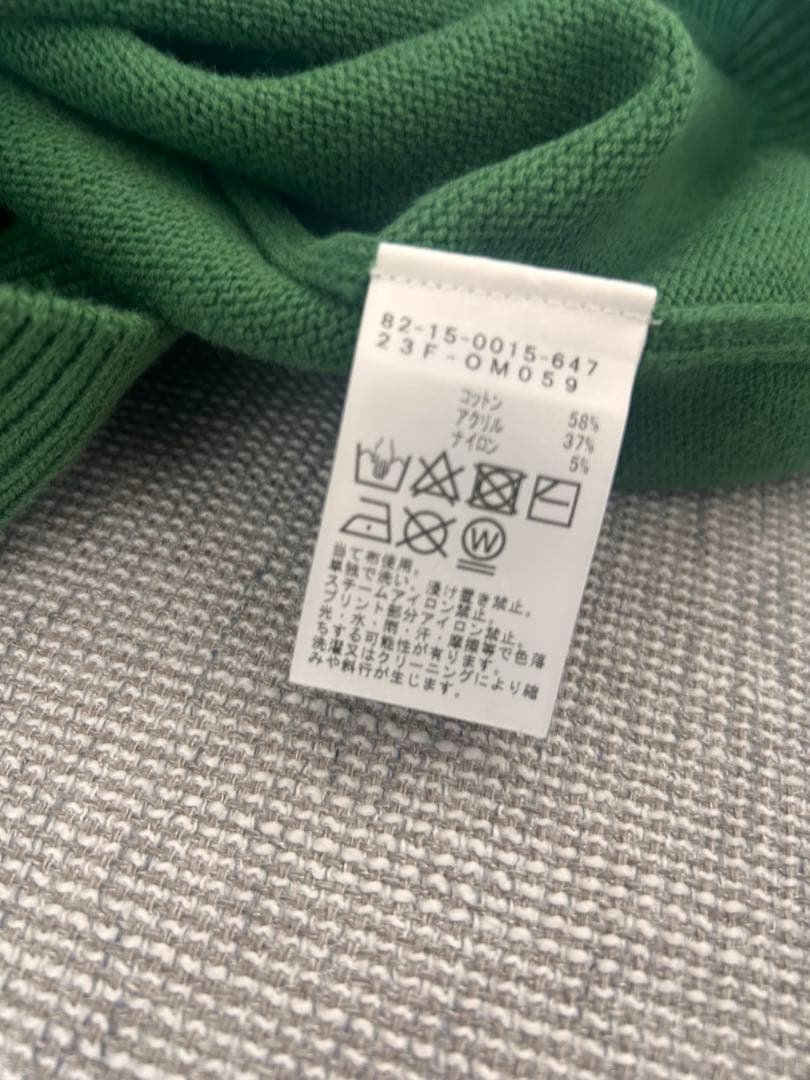 82-15-0015-647
23F-OM059
コットン 58%
アクリル 37%
ナイロン 5%
W
当て布使用。
単独で洗い、浸け置き禁止。
スチームアイロン禁止。
プリント部分アイロン禁止。
光・水・雨・汗・摩擦等で色落
ちする可能性が有ります。
洗濯又はクリーニングにより縮
みや斜行が生じます。